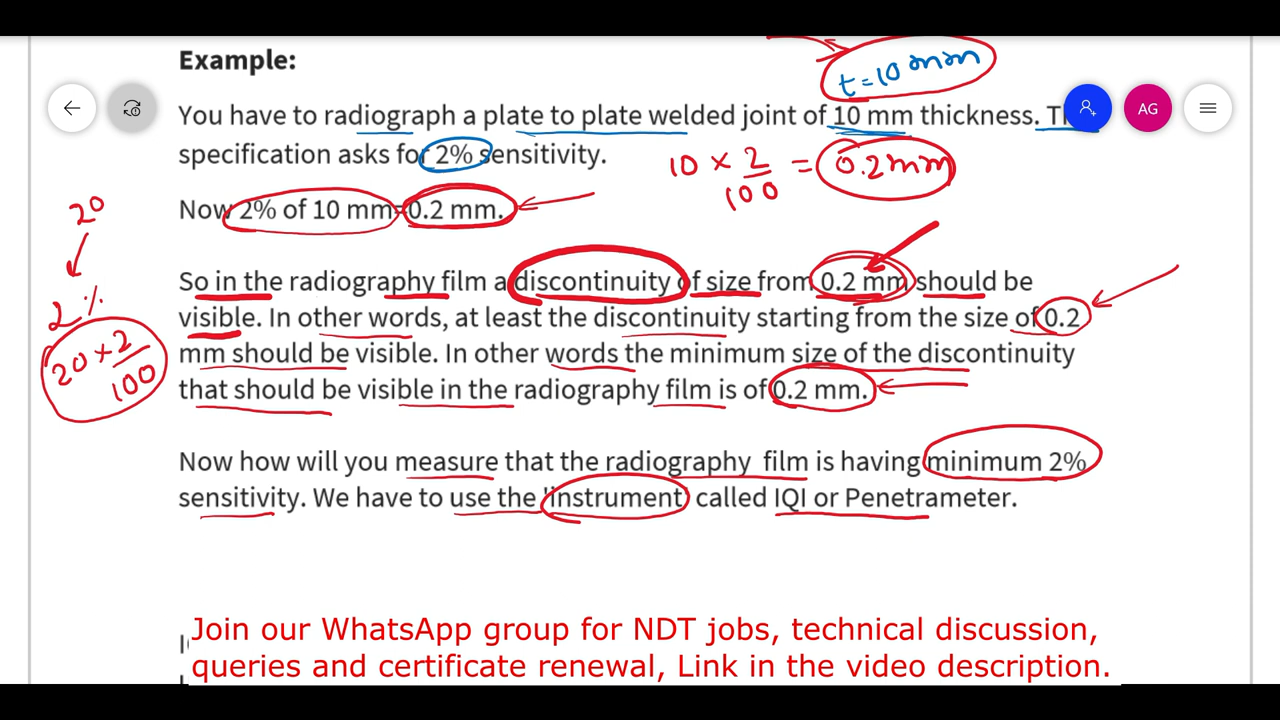 Example:
t=10mm
You have to radiograph a plate to plate welded joint of 10 mm thickness. The
AG
specification asks for 2% sensitivity.
10 × 2/100 = 0.2mm
Now 2% of 10 mm=0.2 mm.
20
So in the radiography film a discontinuity of size from 0.2 mm should be
2%
visible. In other words, at least the discontinuity starting from the size of 0.2
20 × 2/100
mm should be visible. In other words the minimum size of the discontinuity
that should be visible in the radiography film is of 0.2 mm.
Now how will you measure that the radiography film is having minimum 2%
sensitivity. We have to use the 'instrument' called IQI or Penetrameter.
Join our WhatsApp group for NDT jobs, technical discussion,
queries and certificate renewal, Link in the video description.